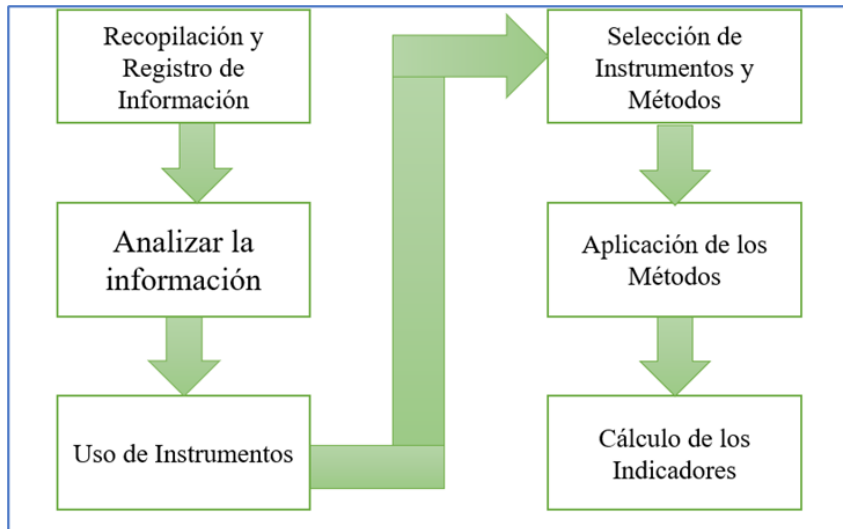 Recopilación y
Registro de
Información
Analizar la
información
Uso de Instrumentos
Selección de
Instrumentos y
Métodos
Aplicación de los
Métodos
Cálculo de los
Indicadores